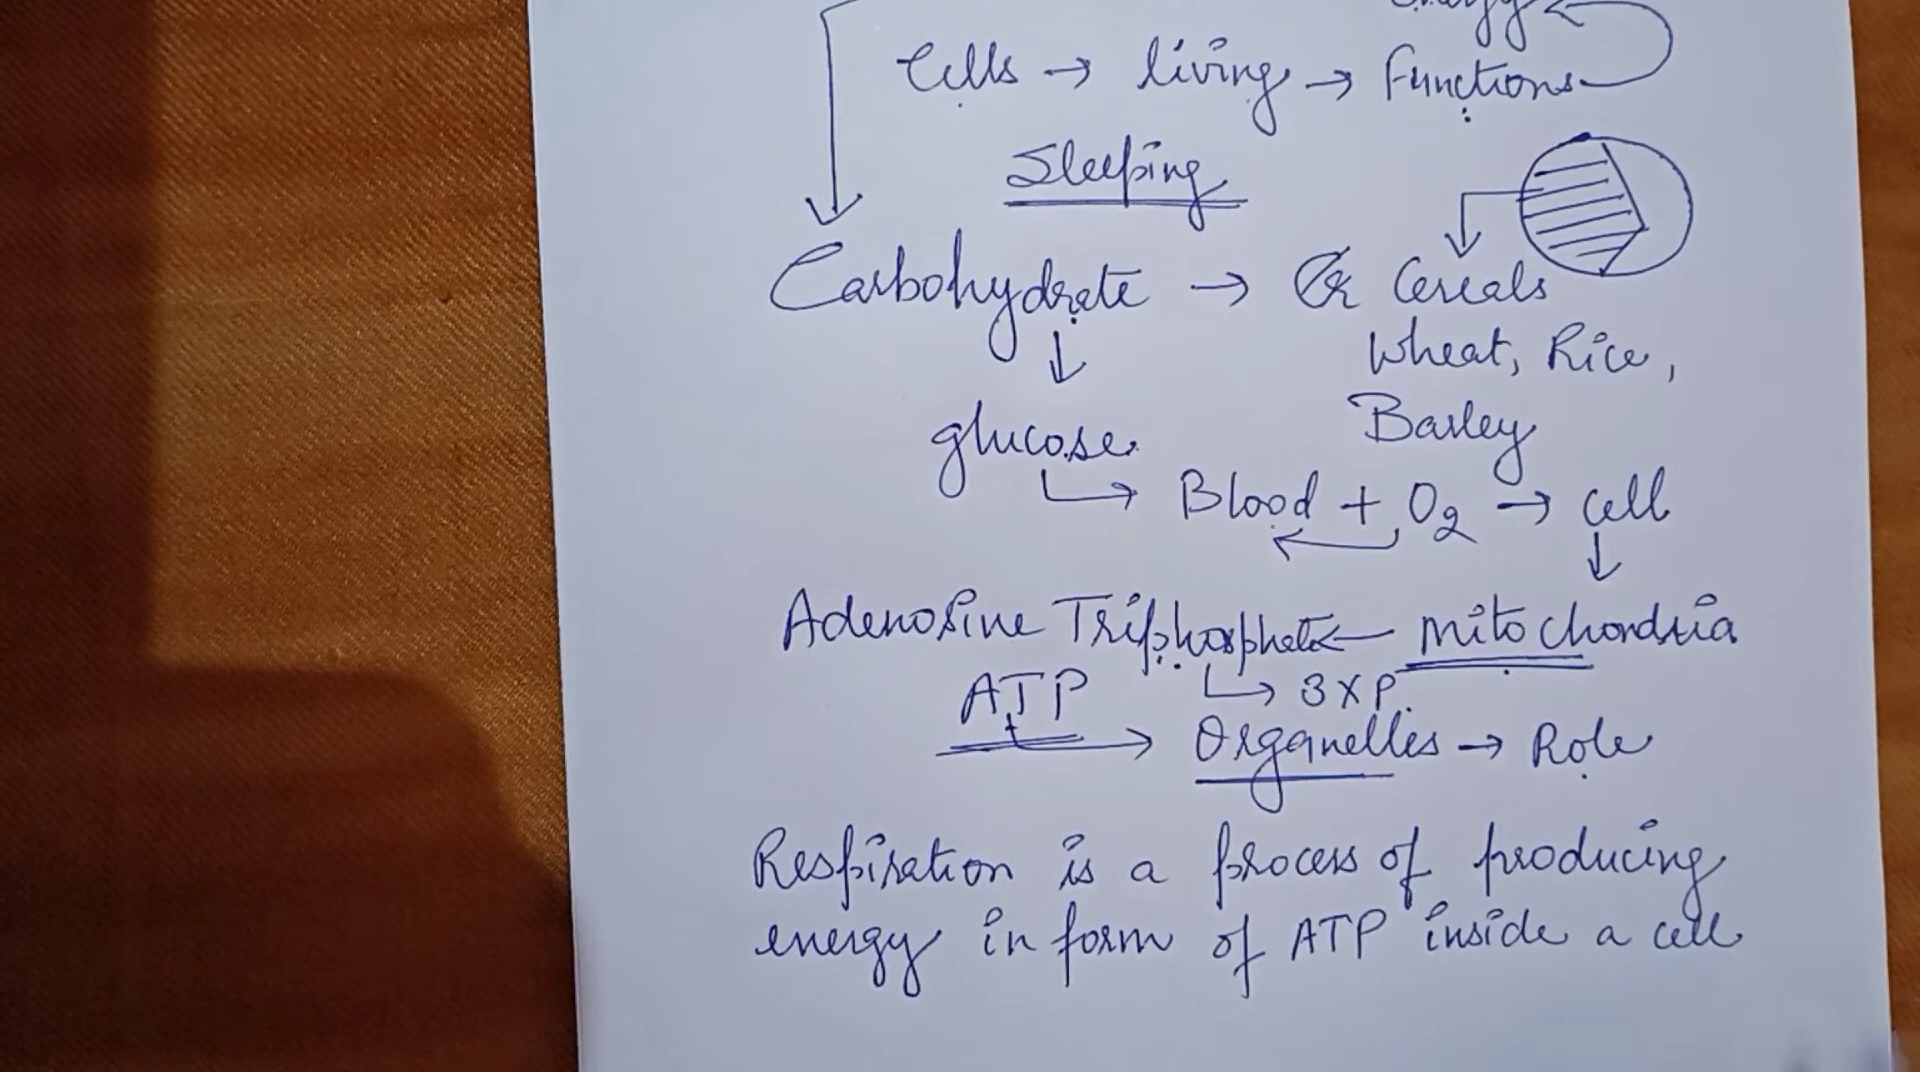 energy
Cells → living → Functions
Sleeping
Carbohydrate → Cereals
Wheat, Rice,
Barley
glucose
Blood + O2 → cell
Adenosine Triphosphate ← mitochondria
ATP → 3 X P
→ Organelles → Role
Respiration is a process of producing
energy in form of ATP inside a cell